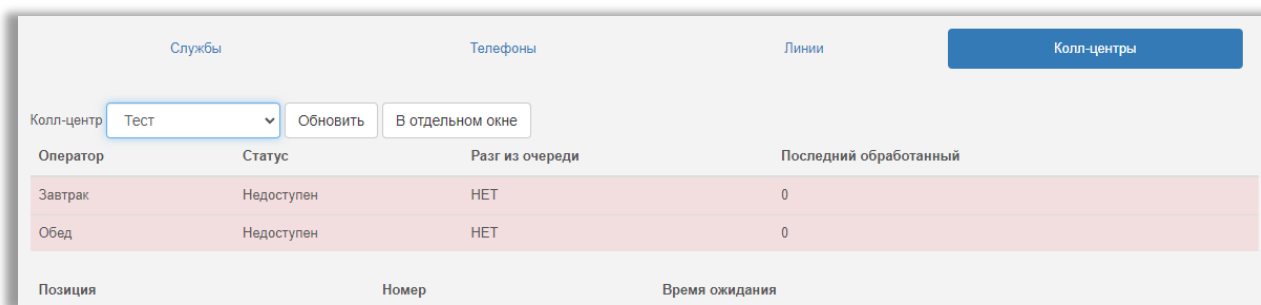 Службы Телефоны Линии Колл-центры
Колл-центр Тест Обновить В отдельном окне
Оператор Статус Разг из очереди Последний обработанный
Завтрак Недоступен НЕТ 0
Обед Недоступен НЕТ 0
Позиция Номер Время ожидания